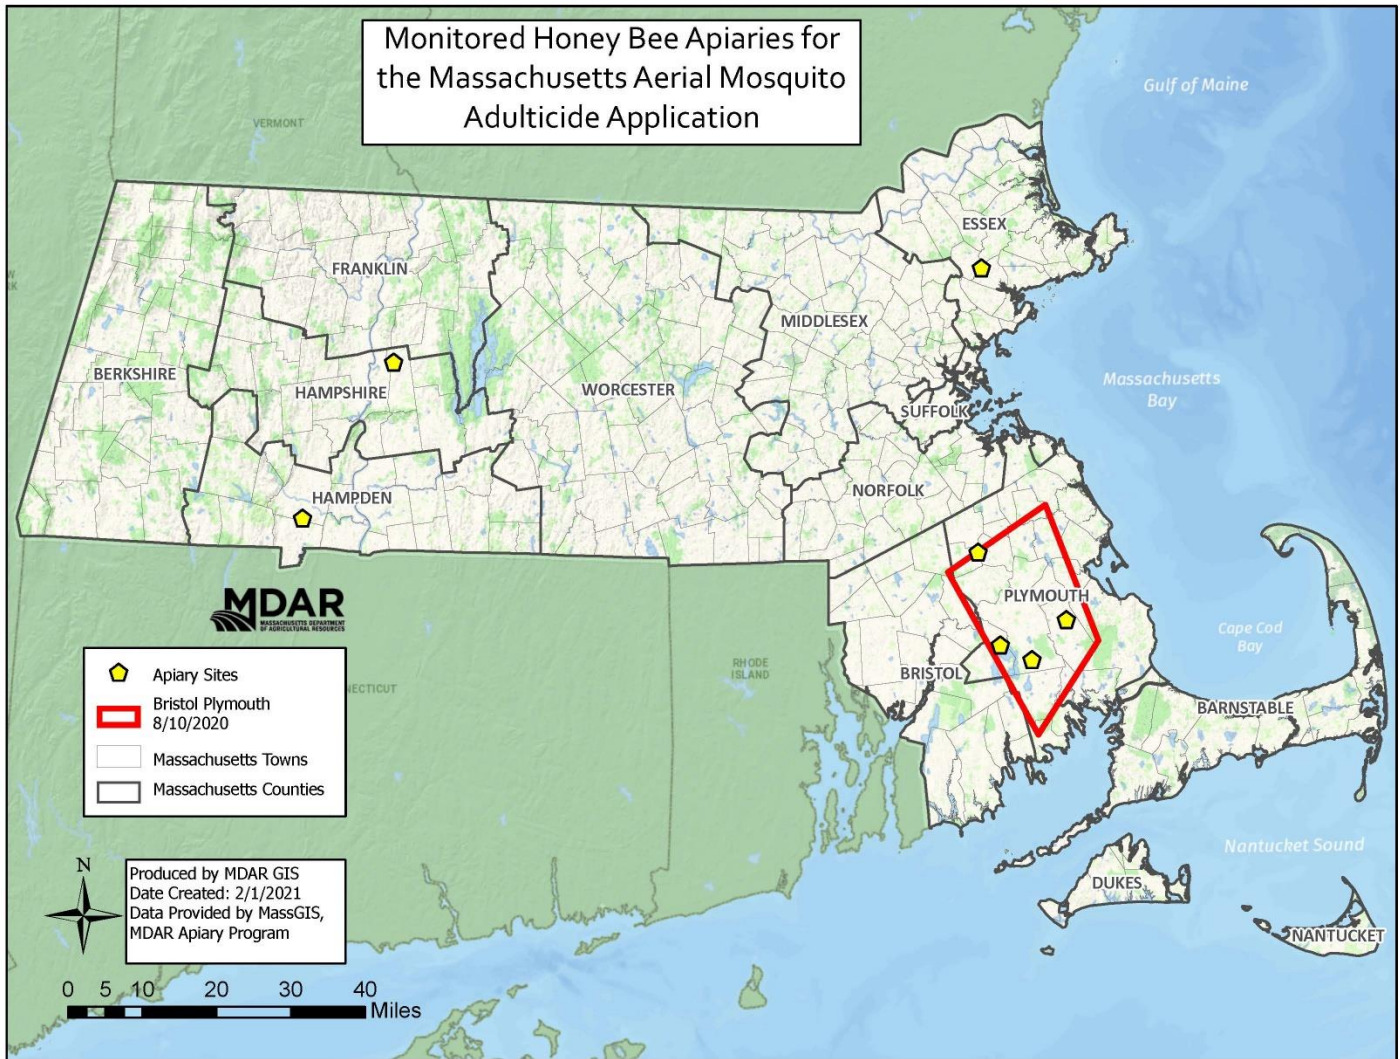 Monitored Honey Bee Apiaries for
the Massachusetts Aerial Mosquito
Adulticide Application
Gulf of Maine
VERMONT
ESSEX
FRANKLIN
MIDDLESEX
BERKSHIRE
HAMPSHIRE
WORCESTER
Massachusetts
Bay
SUFFOLK
HAMPDEN
NORFOLK
PLYMOUTH
MDAR
MASSACHUSETTS DEPARTMENT
OF AGRICULTURAL RESOURCES
Cape Cod
Bay
RHODE
ISLAND
BRISTOL
BARNSTABLE
NECTICUT
Apiary Sites
Bristol Plymouth
8/10/2020
Massachusetts Towns
Massachusetts Counties
Nantucket Sound
DUKES
NANTUCKET
N
Produced by MDAR GIS
Date Created: 2/1/2021
Data Provided by MassGIS,
MDAR Apiary Program
0 5 10 20 30 40
Miles